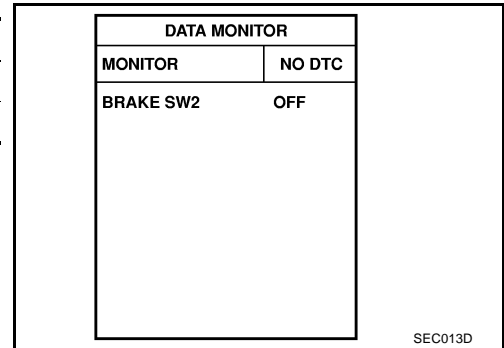 DATA MONITOR
MONITOR NO DTC
BRAKE SW2 OFF
SEC013D